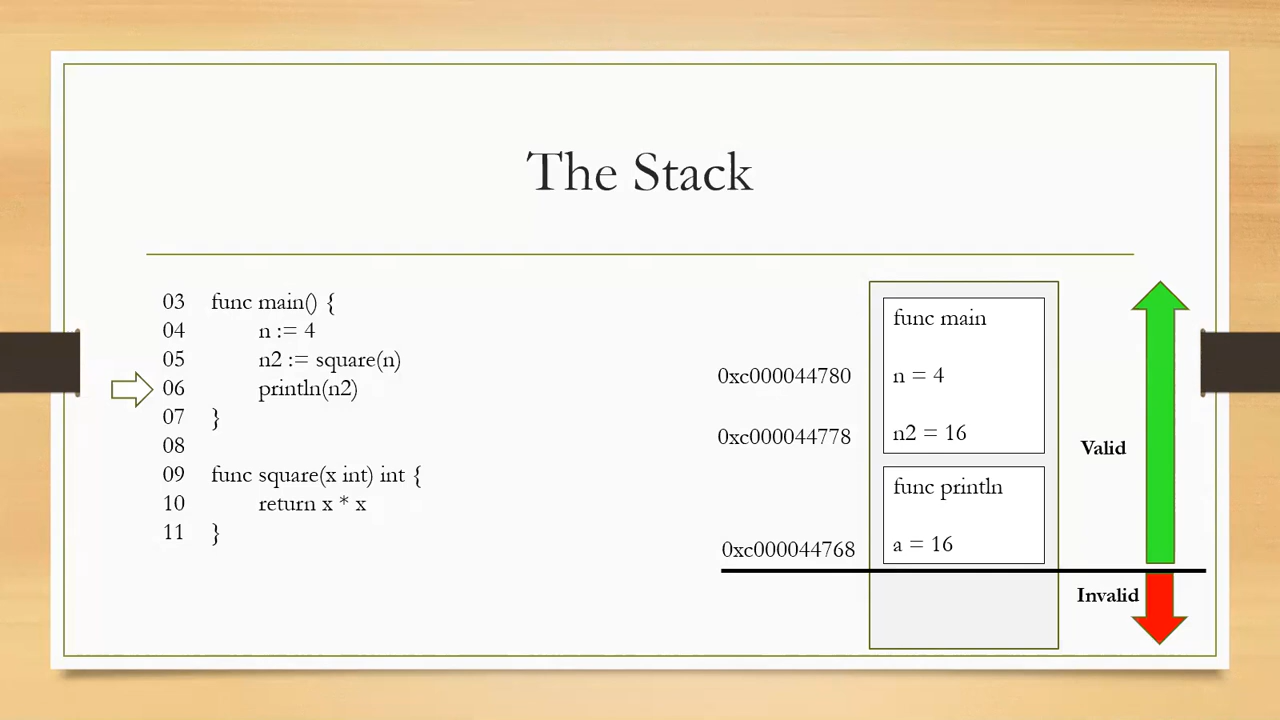 The Stack
03 func main() {
04 n := 4
05 n2 := square(n)
06 println(n2)
07 }
08
09 func square(x int) int {
10 return x * x
11 }
func main
0xc000044780 n = 4
0xc000044778 n2 = 16
func println
0xc000044768 a = 16
Valid
Invalid